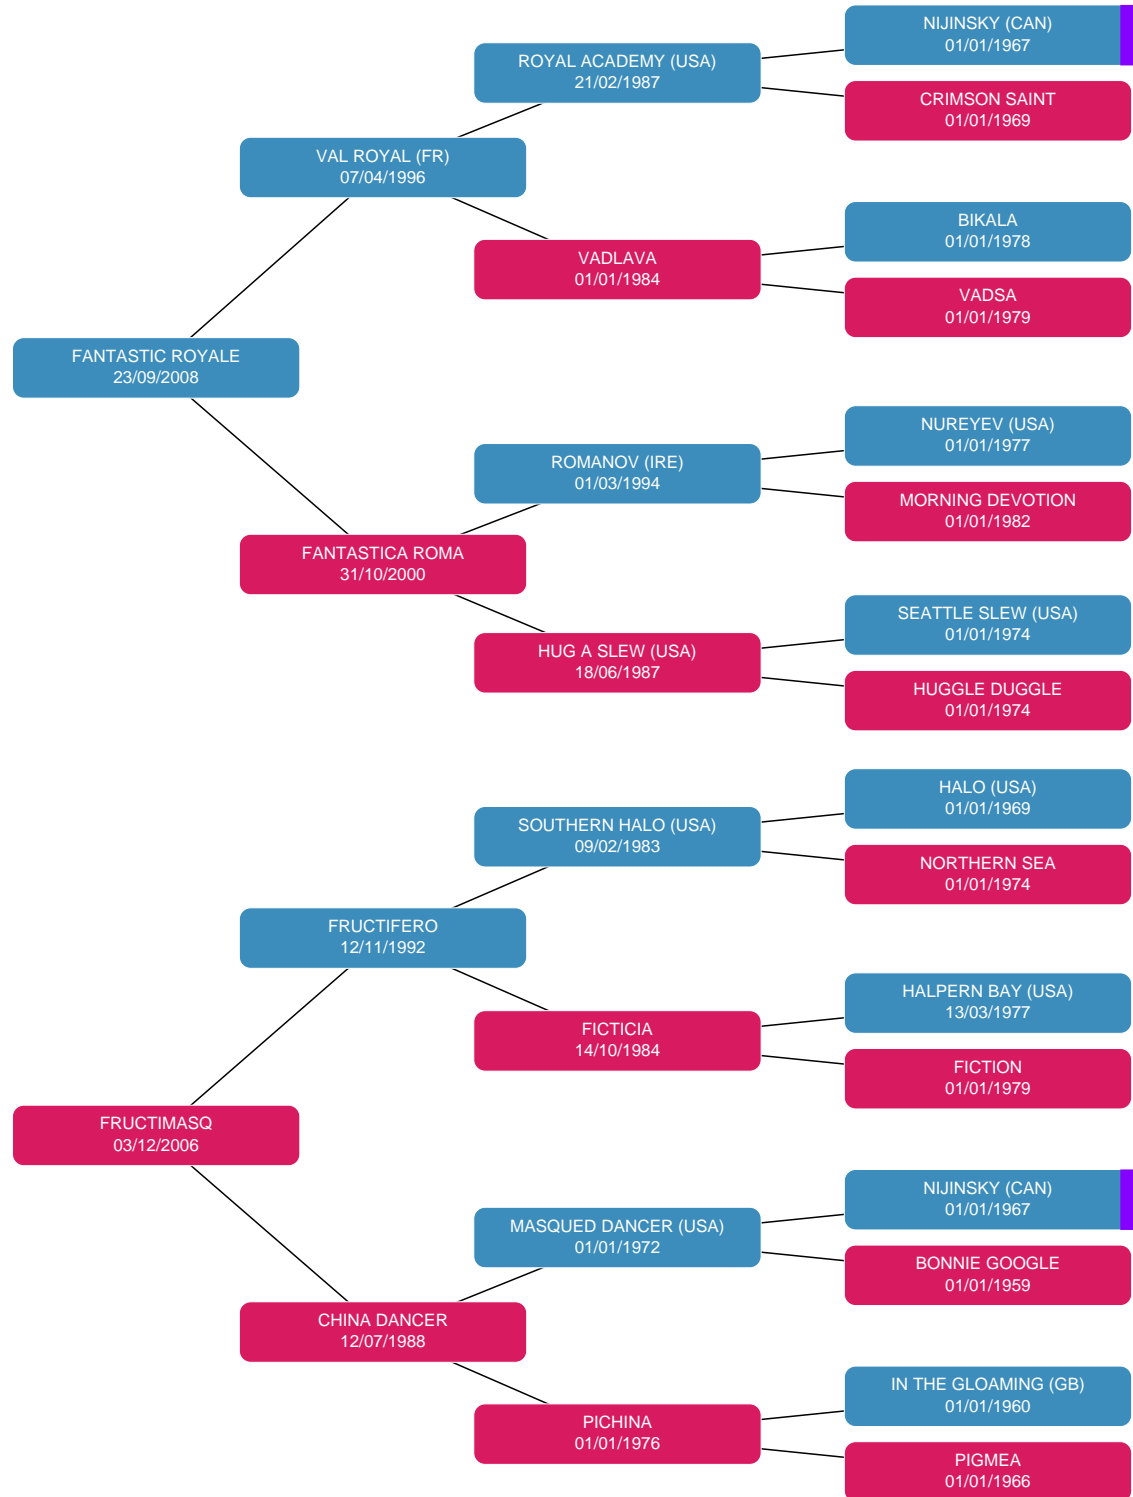 NIJINSKY (CAN)
01/01/1967
ROYAL ACADEMY (USA)
21/02/1987
CRIMSON SAINT
01/01/1969
VAL ROYAL (FR)
07/04/1996
BIKALA
01/01/1978
VADLAVA
01/01/1984
VADSA
01/01/1979
FANTASTIC ROYALE
23/09/2008
NUREYEV (USA)
01/01/1977
ROMANOV (IRE)
01/03/1994
MORNING DEVOTION
01/01/1982
FANTASTICA ROMA
31/10/2000
SEATTLE SLEW (USA)
01/01/1974
HUG A SLEW (USA)
18/06/1987
HUGGLE DUGGLE
01/01/1974
HALO (USA)
01/01/1969
SOUTHERN HALO (USA)
09/02/1983
NORTHERN SEA
01/01/1974
FRUCTIFERO
12/11/1992
HALPERN BAY (USA)
13/03/1977
FICTICIA
14/10/1984
FICTION
01/01/1979
FRUCTIMASQ
03/12/2006
NIJINSKY (CAN)
01/01/1967
MASQUED DANCER (USA)
01/01/1972
BONNIE GOOGLE
01/01/1959
CHINA DANCER
12/07/1988
IN THE GLOAMING (GB)
01/01/1960
PICHINA
01/01/1976
PIGMEA
01/01/1966